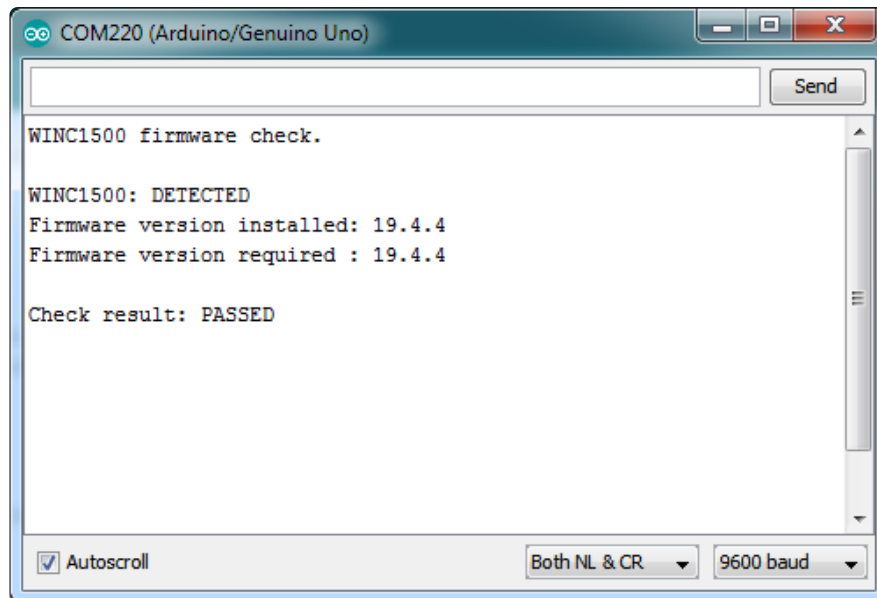 COM220 (Arduino/Genuino Uno)
Send
WINC1500 firmware check.
WINC1500: DETECTED
Firmware version installed: 19.4.4
Firmware version required : 19.4.4
Check result: PASSED
Autoscroll
Both NL & CR
9600 baud